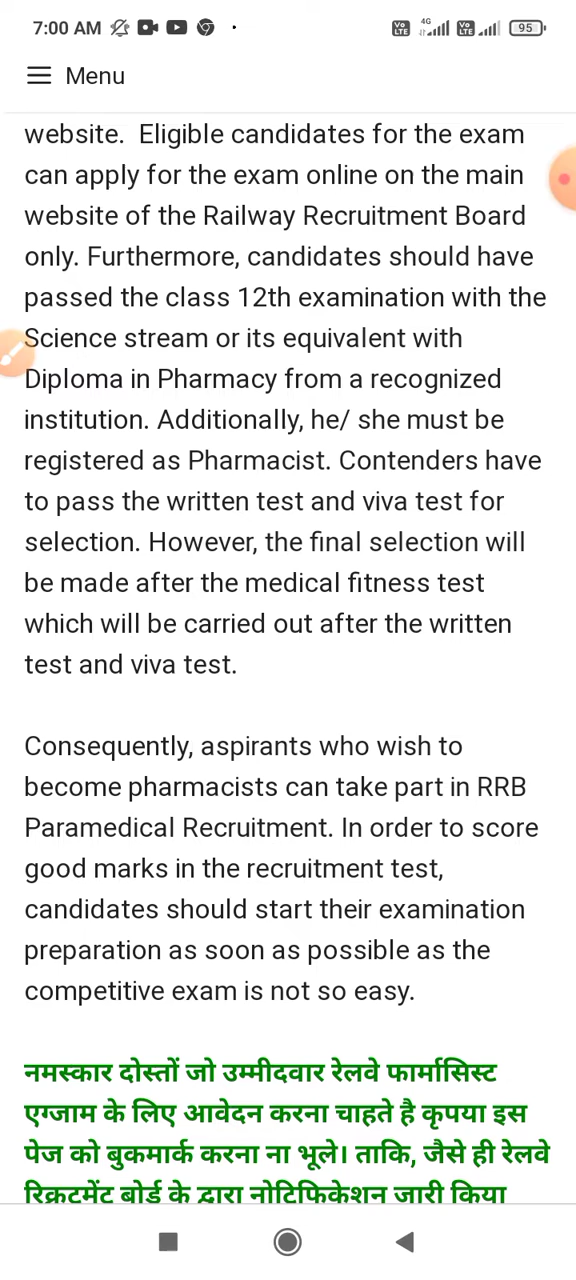 7:00 AM
4G
95
Menu
website. Eligible candidates for the exam
can apply for the exam online on the main
website of the Railway Recruitment Board
only. Furthermore, candidates should have
passed the class 12th examination with the
Science stream or its equivalent with
Diploma in Pharmacy from a recognized
institution. Additionally, he/ she must be
registered as Pharmacist. Contenders have
to pass the written test and viva test for
selection. However, the final selection will
be made after the medical fitness test
which will be carried out after the written
test and viva test.
Consequently, aspirants who wish to
become pharmacists can take part in RRB
Paramedical Recruitment. In order to score
good marks in the recruitment test,
candidates should start their examination
preparation as soon as possible as the
competitive exam is not so easy.
नमस्कार दोस्तों जो उम्मीदवार रेलवे फार्मासिस्ट
एग्जाम के लिए आवेदन करना चाहते है कृपया इस
पेज को बुकमार्क करना ना भूले। ताकि, जैसे ही रेलवे
रिक्रूटमेंट बोर्ड के द्वारा नोटिफिकेशन जारी किया